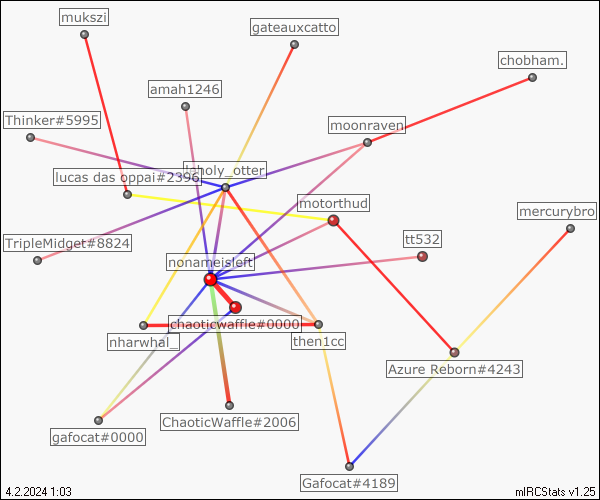 mukszi
gateauxcatto
chobham.
amah1246
Thinker#5995
moonraven
lucas das oppai#2396
holy_otter
motorthud
mercurybro
TripleMidget#8824
tt532
nonameisleft
chaoticwaffle#0000
nharwhal_
then1cc
Azure Reborn#4243
ChaoticWaffle#2006
gafocat#0000
Gafocat#4189
4.2.2024 1:03
mIRCStats v1.25